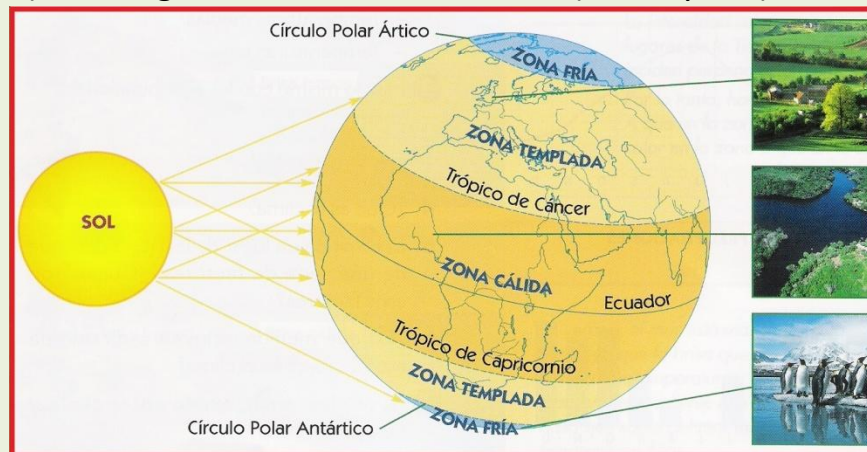 Círculo Polar Ártico
ZONA FRÍA
ZONA TEMPLADA
Trópico de Cáncer
SOL
ZONA CÁLIDA
Ecuador
Trópico de Capricornio
ZONA TEMPLADA
Círculo Polar Antártico
ZONA FRÍA